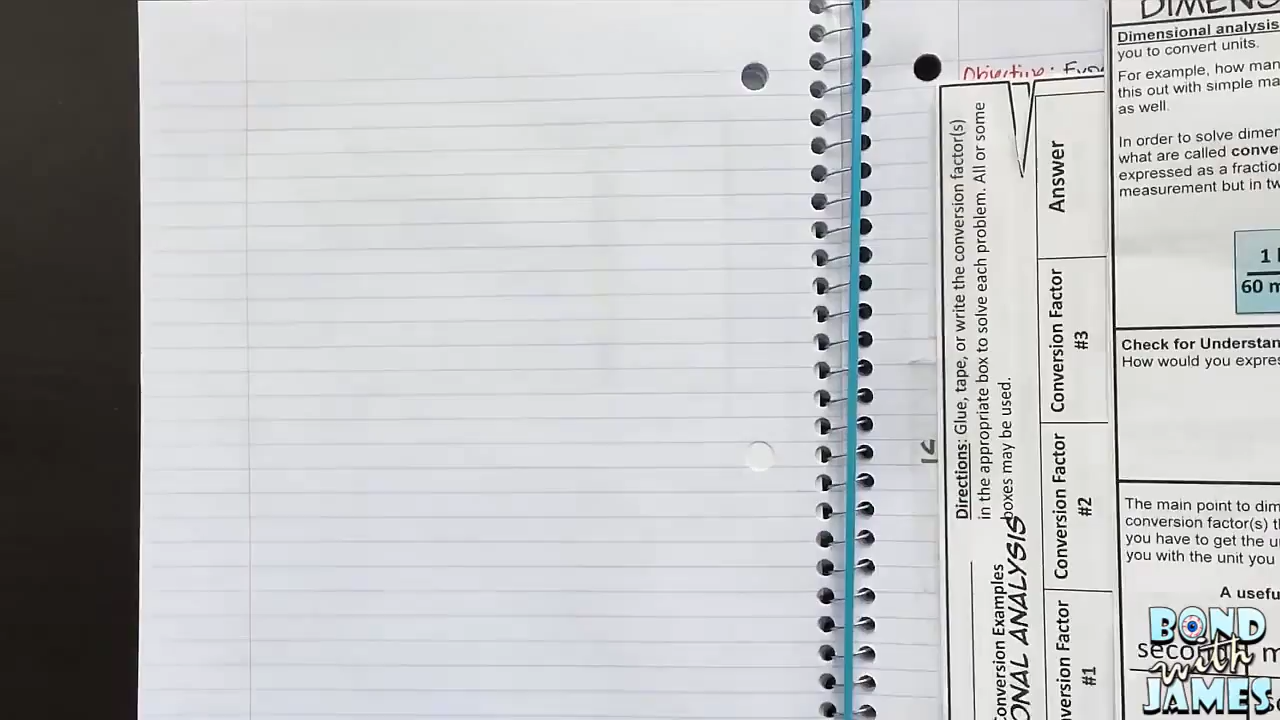 Objective:
Directions: Glue, tape, or write the conversion factor(s)
in the appropriate box to solve each problem. All or some
boxes may be used.
Conversion Examples
ONAL ANALYSIS
Conversion Factor
#1
Conversion Factor
#2
Conversion Factor
#3
Answer
DIMENS
Dimensional analysis
you to convert units.
For example, how man
this out with simple ma
as well.
In order to solve dimen
what are called conve
expressed as a fractio
measurement but in tw
1
60 m
Check for Understan
How would you expres
The main point to dim
conversion factor(s) t
you have to get the u
you with the unit you
A usefu
BOND
with
JAMES